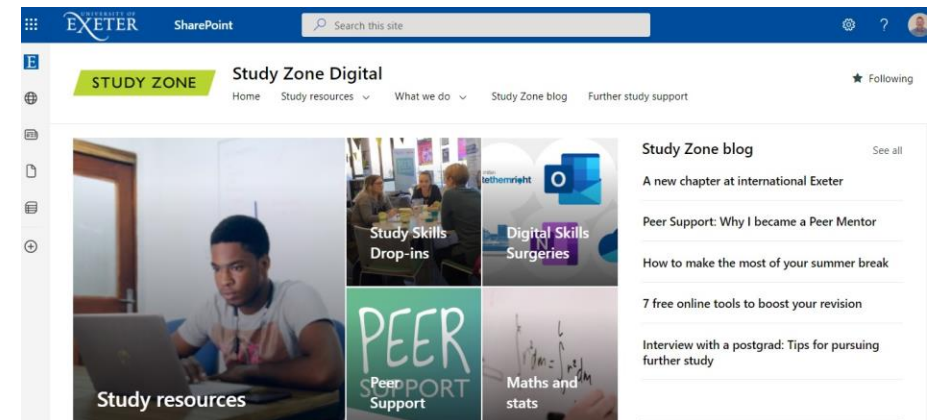 UNIVERSITY OF
EXETER
SharePoint
Search this site
?
E
STUDY ZONE
Study Zone Digital
Following
Home
Study resources
What we do
Study Zone blog
Further study support
Study resources
Study Skills
Drop-ins
tethemright
Digital Skills
Surgeries
PEER
SUPPORT
Peer
Support
Maths and
stats
Study Zone blog
See all
A new chapter at international Exeter
Peer Support: Why I became a Peer Mentor
How to make the most of your summer break
7 free online tools to boost your revision
Interview with a postgrad: Tips for pursuing
further study